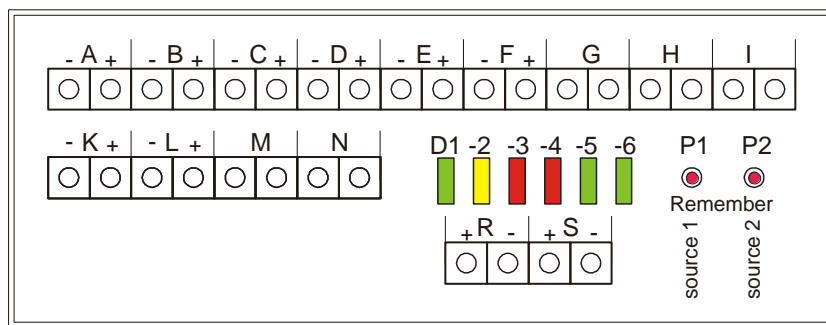 - A + - B + - C + - D + - E + - F + G H I
- K + - L + M N
D1 -2 -3 -4 -5 -6 P1 P2
Remember
+ R - + S -
source 1
source 2